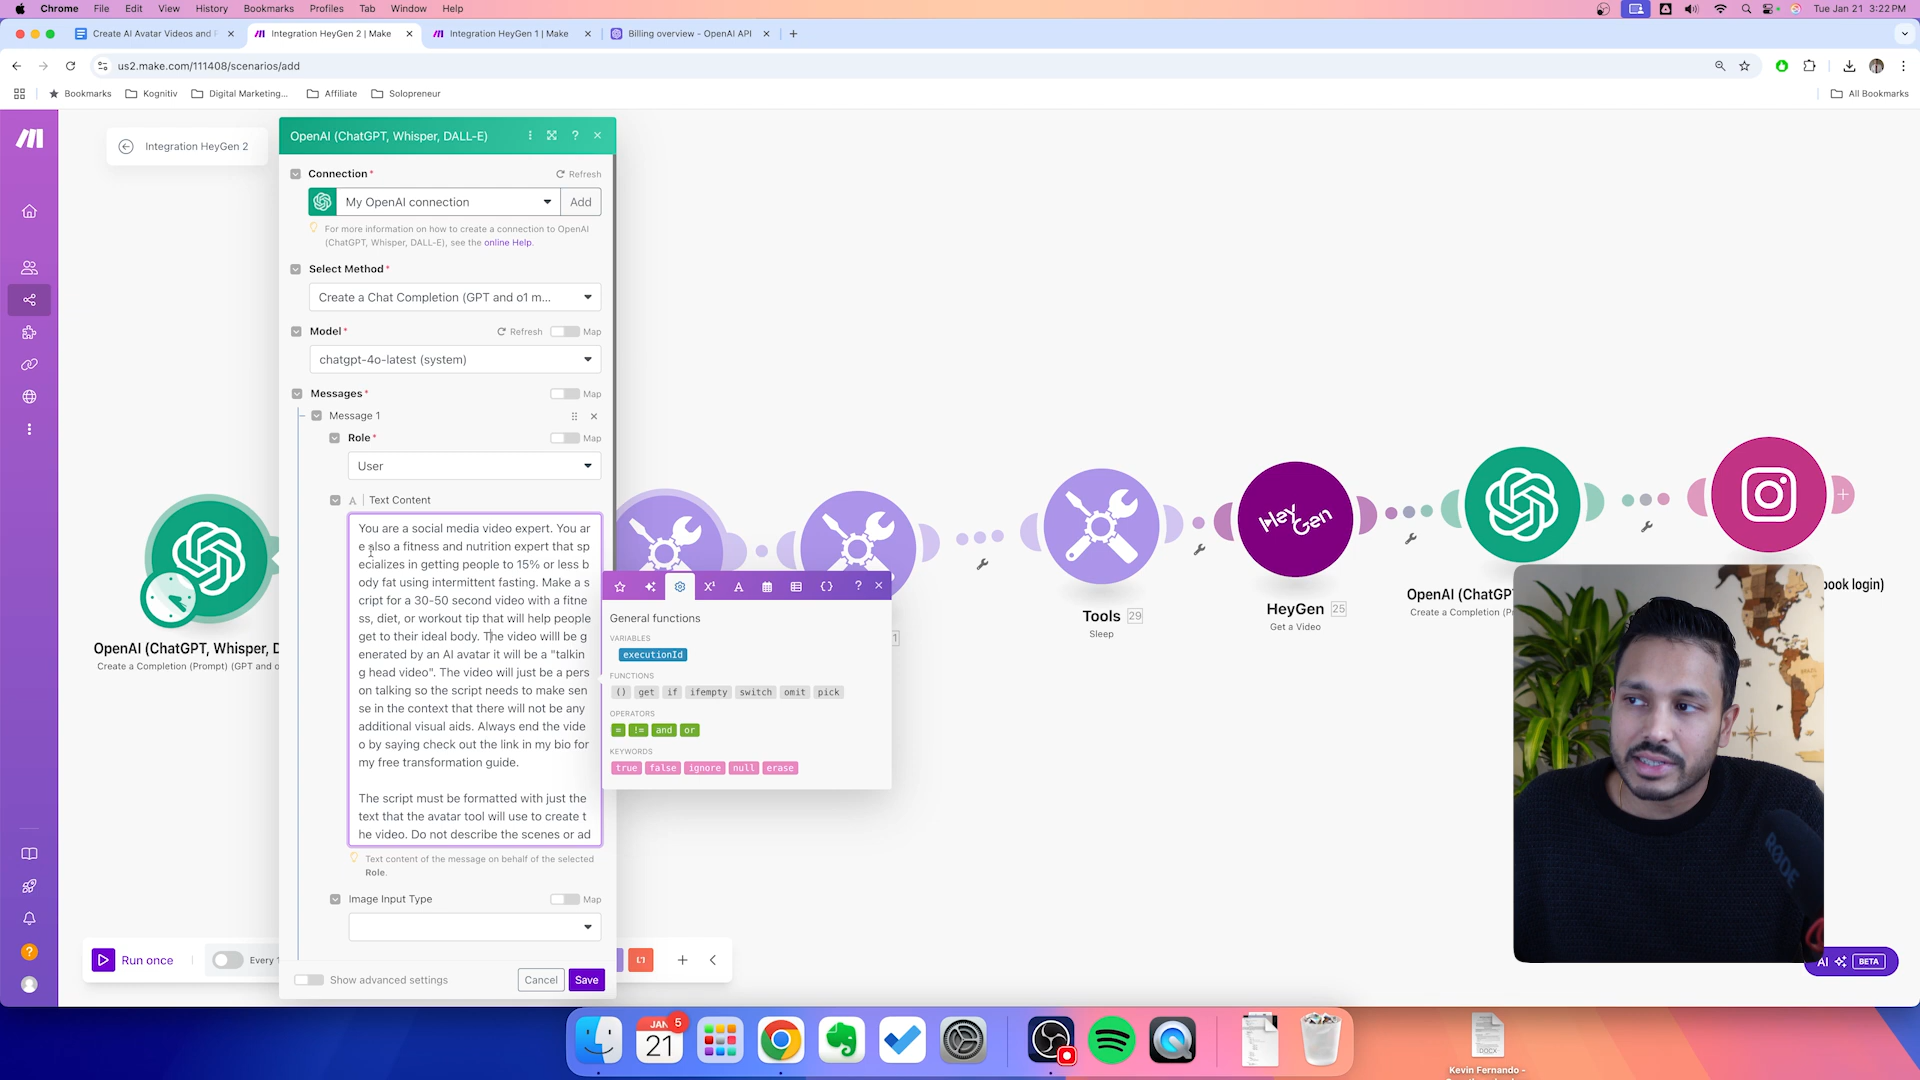 Chrome File Edit View History Bookmarks Profiles Tab Window Help
Tue Jan 21 3:22 PM
Create AI Avatar Videos and
Integration HeyGen 2 | Make
Integration HeyGen 1 | Make
Billing overview - OpenAI API
us2.make.com/111408/scenarios/add
Bookmarks
Kognitiv
Digital Marketing...
Affiliate
Solopreneur
All Bookmarks
Integration HeyGen 2
OpenAI (ChatGPT, Whisper, DALL-E)
Connection*
Refresh
My OpenAI connection
Add
For more information on how to create a connection to OpenAI
(ChatGPT, Whisper, DALL-E), see the online Help.
Select Method*
Create a Chat Completion (GPT and o1 m...
Model*
Refresh
Map
chatgpt-4o-latest (system)
Messages*
Map
Message 1
Role*
Map
User
A | Text Content
You are a social media video expert. You ar
e also a fitness and nutrition expert that sp
ecializes in getting people to 15% or less b
ody fat using intermittent fasting. Make a s
cript for a 30-50 second video with a fitne
ss, diet, or workout tip that will help people
get to their ideal body. The video willl be g
enerated by an AI avatar it will be a "talkin
g head video". The video will just be a pers
on talking so the script needs to make sen
se in the context that there will not be any
additional visual aids. Always end the vide
o by saying check out the link in my bio for
my free transformation guide.
The script must be formatted with just the
text that the avatar tool will use to create t
he video. Do not describe the scenes or ad
Text content of the message on behalf of the selected
Role.
Image Input Type
Map
Show advanced settings
Cancel
Save
General functions
VARIABLES
executionId
FUNCTIONS
() get if ifempty switch omit pick
OPERATORS
= != and or
KEYWORDS
true false ignore null erase
OpenAI (ChatGPT, Whisper, D
Create a Completion (Prompt) (GPT and o
Tools 29
Sleep
HeyGen
HeyGen 25
Get a Video
OpenAI (ChatGP
Create a Completion (P
book login)
Run once
Every 1
AI BETA
RØDE
JAN
5
21
DOCX
Kevin Fernando -